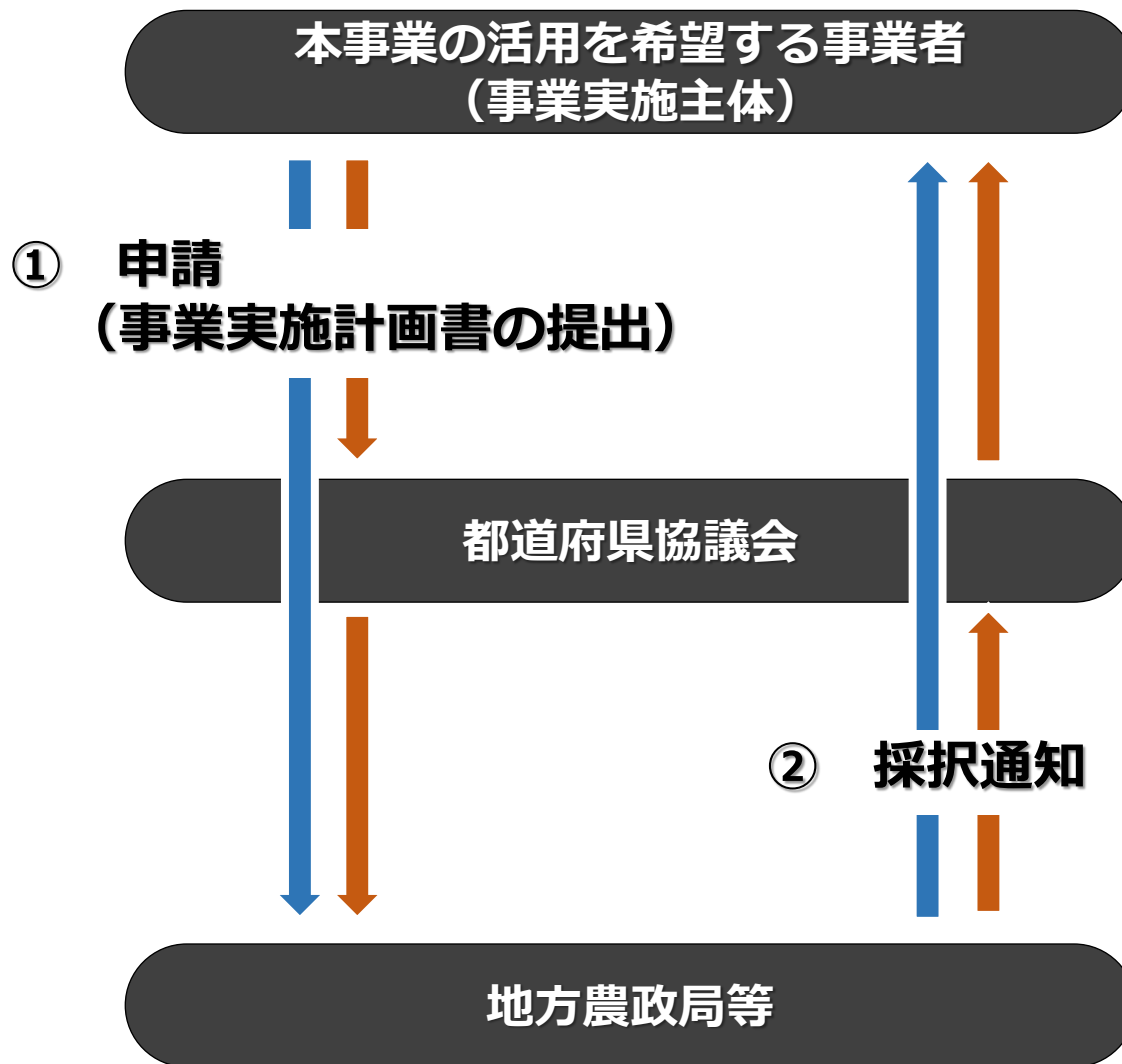 本事業の活用を希望する事業者
（事業実施主体）
①　申請
（事業実施計画書の提出）
都道府県協議会
②　採択通知
地方農政局等